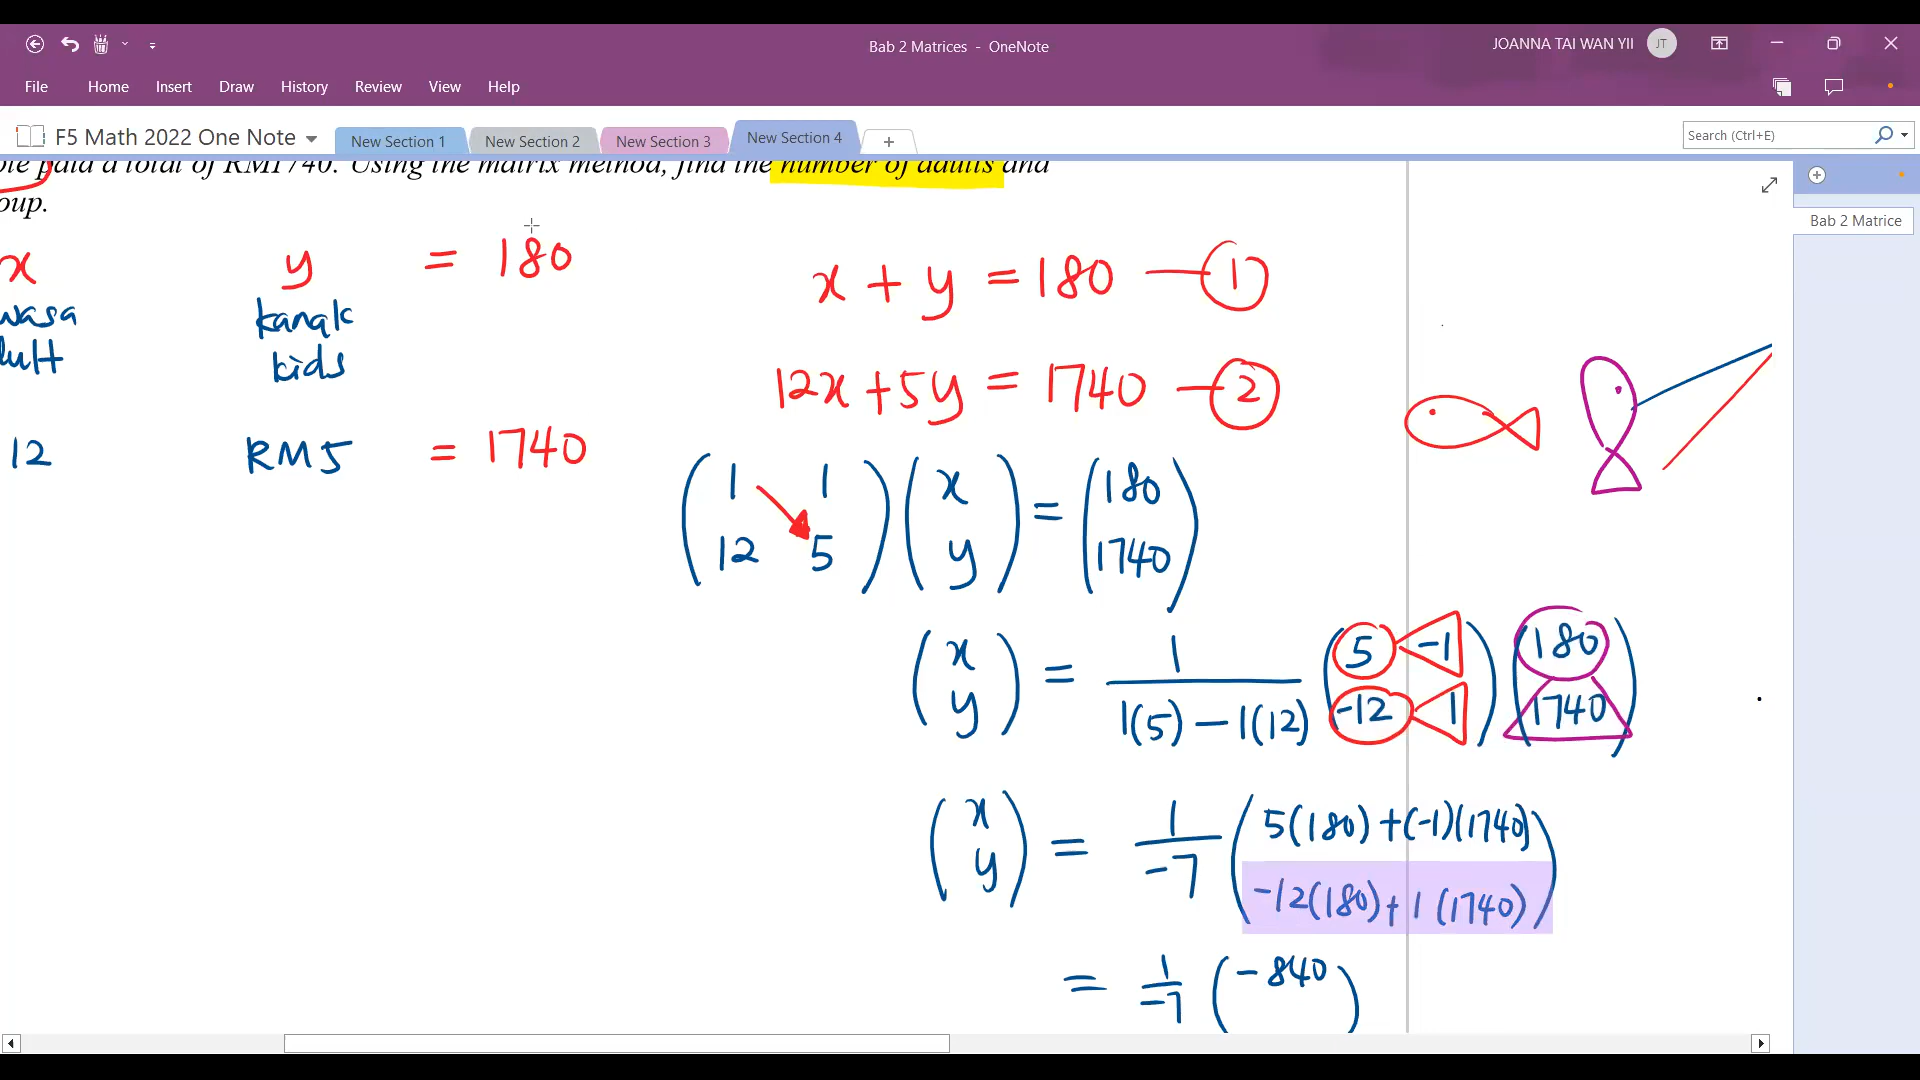 Bab 2 Matrices - OneNote
JOANNA TAI WAN YII
JT
File Home Insert Draw History Review View Help
F5 Math 2022 One Note
New Section 1
New Section 2
New Section 3
New Section 4
Search (Ctrl+E)
Bab 2 Matrice
ple paid a total of RM1740. Using the matrix method, find the number of adults and
oup.
x y = 180
wasa kanak
dult kids
12 RM5 = 1740
x + y = 180 — 1
12x + 5y = 1740 — 2
( 1 1 ) ( x ) = ( 180 )
( 12 5 ) ( y ) ( 1740 )
( x ) = 1 ( 5 -1 ) ( 180 )
( y ) 1(5) - 1(12) ( -12 1 ) ( 1740 )
( x ) = 1 ( 5(180) + (-1)(1740) )
( y ) -7 ( -12(180) + 1(1740) )
= 1 ( -840 )
-7